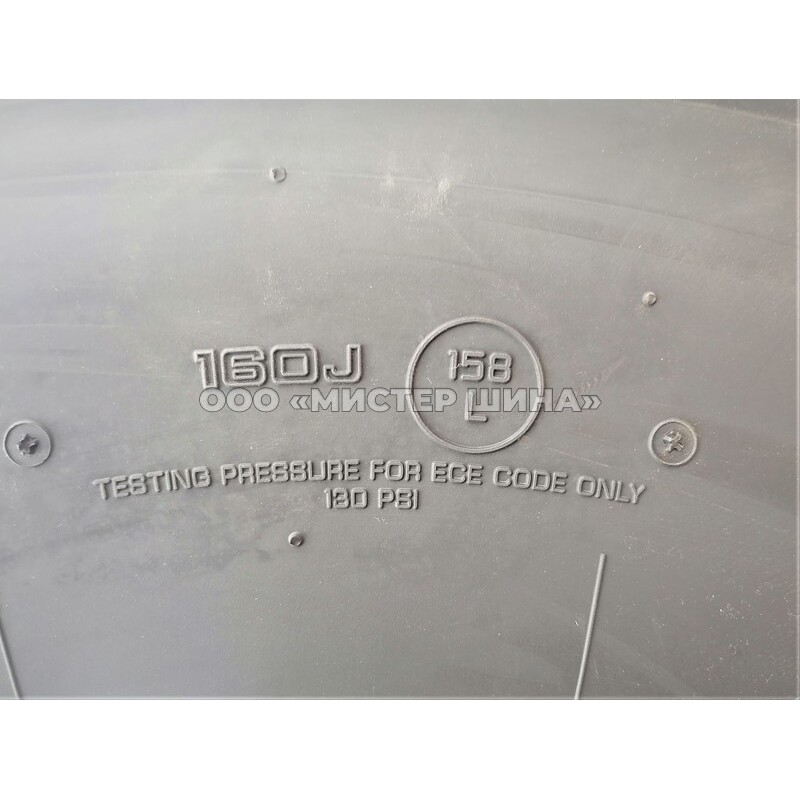 160J
158
L
ООО «МИСТЕР ШИНА»
TESTING PRESSURE FOR ECE CODE ONLY
130 PSI